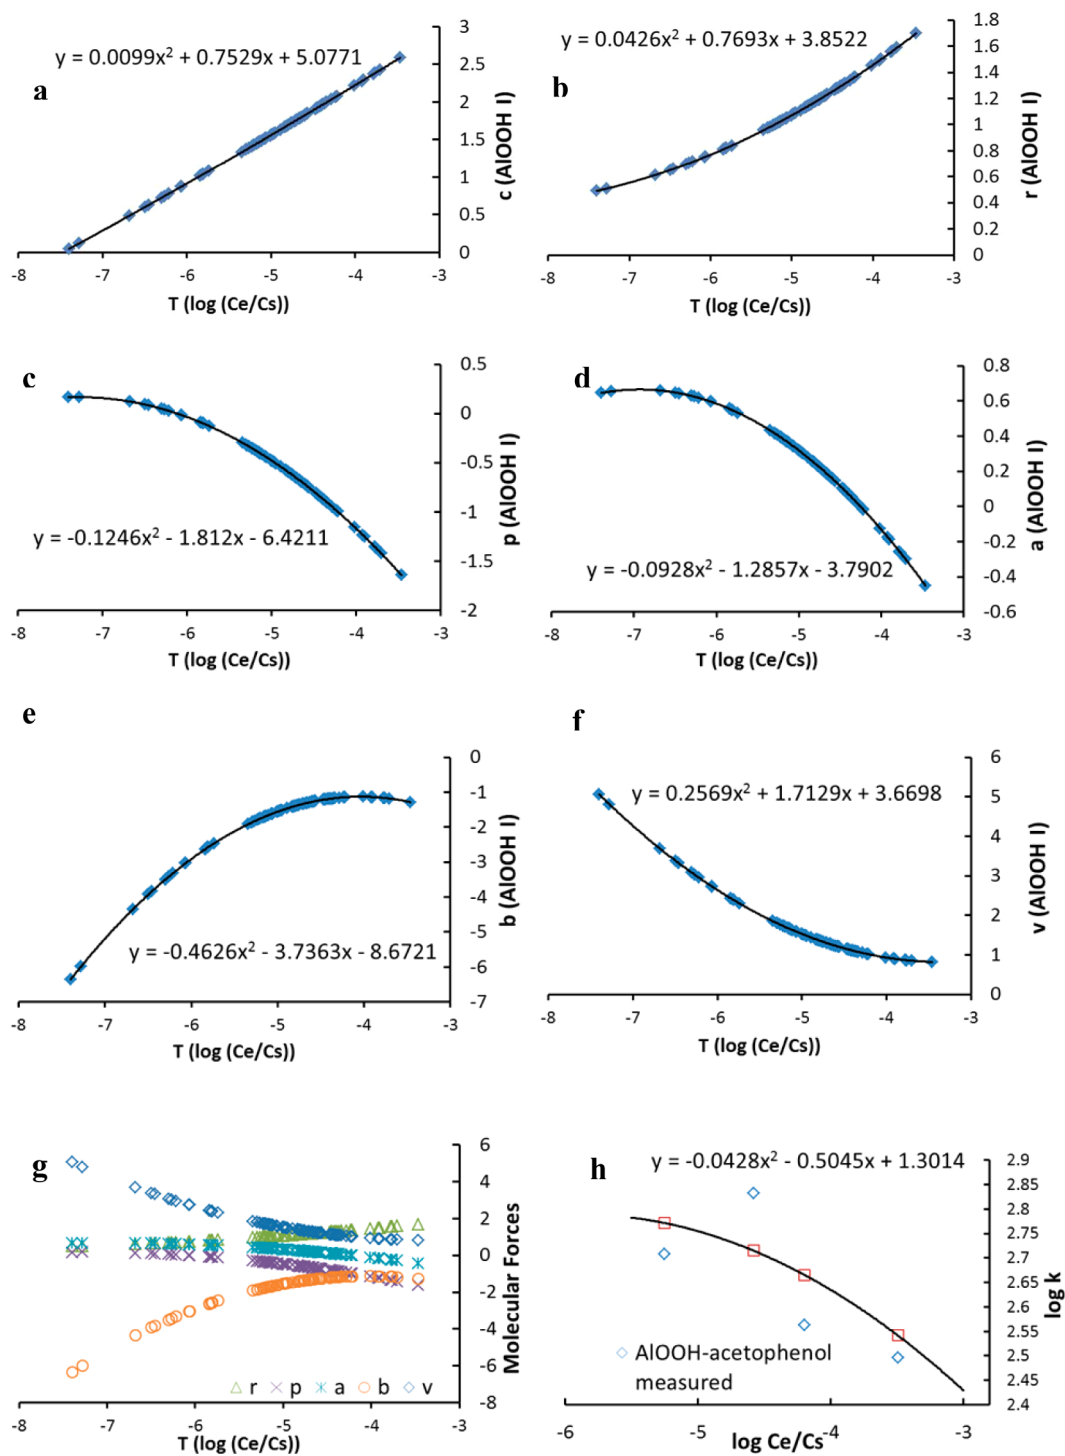 a
y = 0.0099x² + 0.7529x + 5.0771
3
2.5
2
1.5
1
0.5
0
c (AlOOH I)
-8 -7 -6 -5 -4 -3
T (log (Ce/Cs))
b
y = 0.0426x² + 0.7693x + 3.8522
1.8
1.6
1.4
1.2
1
0.8
0.6
0.4
0.2
0
r (AlOOH I)
-8 -7 -6 -5 -4 -3
T (log (Ce/Cs))
c
0.5
0
-0.5
-1
-1.5
-2
p (AlOOH I)
y = -0.1246x² - 1.812x - 6.4211
-8 -7 -6 -5 -4 -3
T (log (Ce/Cs))
d
0.8
0.6
0.4
0.2
0
-0.2
-0.4
-0.6
a (AlOOH I)
y = -0.0928x² - 1.2857x - 3.7902
-8 -7 -6 -5 -4 -3
T (log (Ce/Cs))
e
0
-1
-2
-3
-4
-5
-6
-7
b (AlOOH I)
y = -0.4626x² - 3.7363x - 8.6721
-8 -7 -6 -5 -4 -3
T (log (Ce/Cs))
f
y = 0.2569x² + 1.7129x + 3.6698
6
5
4
3
2
1
0
v (AlOOH I)
-8 -7 -6 -5 -4 -3
T (log (Ce/Cs))
g
6
4
2
0
-2
-4
-6
-8
Molecular Forces
r p a b v
-8 -7 -6 -5 -4 -3
T (log (Ce/Cs))
h
y = -0.0428x² - 0.5045x + 1.3014
2.9
2.85
2.8
2.75
2.7
2.65
2.6
2.55
2.5
2.45
2.4
log k
AlOOH-acetophenol
measured
-6 -5 -4 -3
log Ce/Cs